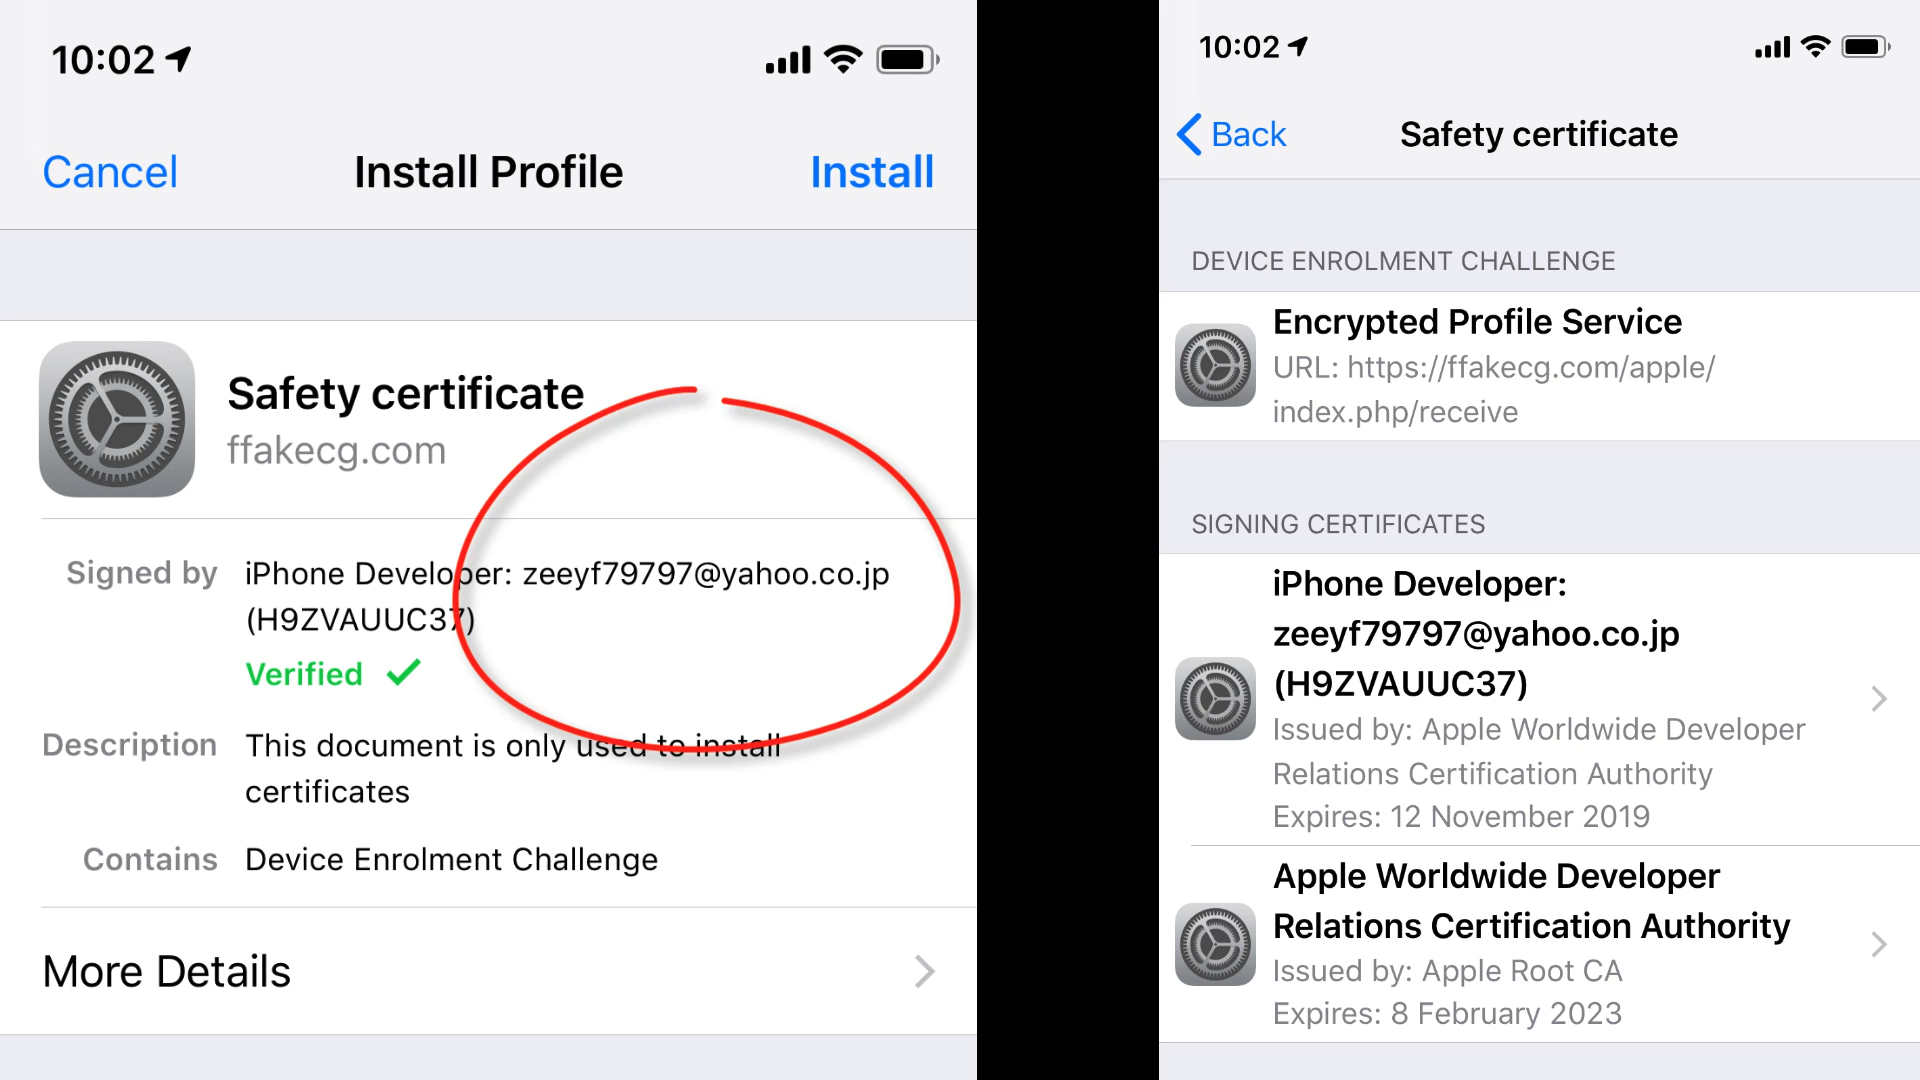 10:02
Cancel
Install Profile
Install
Safety certificate
ffakecg.com
Signed by
iPhone Developer: zeeyf79797@yahoo.co.jp
(H9ZVAUUC37)
Verified
Description
This document is only used to install
certificates
Contains
Device Enrolment Challenge
More Details
10:02
Back
Safety certificate
DEVICE ENROLMENT CHALLENGE
Encrypted Profile Service
URL: https://ffakecg.com/apple/
index.php/receive
SIGNING CERTIFICATES
iPhone Developer:
zeeyf79797@yahoo.co.jp
(H9ZVAUUC37)
Issued by: Apple Worldwide Developer
Relations Certification Authority
Expires: 12 November 2019
Apple Worldwide Developer
Relations Certification Authority
Issued by: Apple Root CA
Expires: 8 February 2023